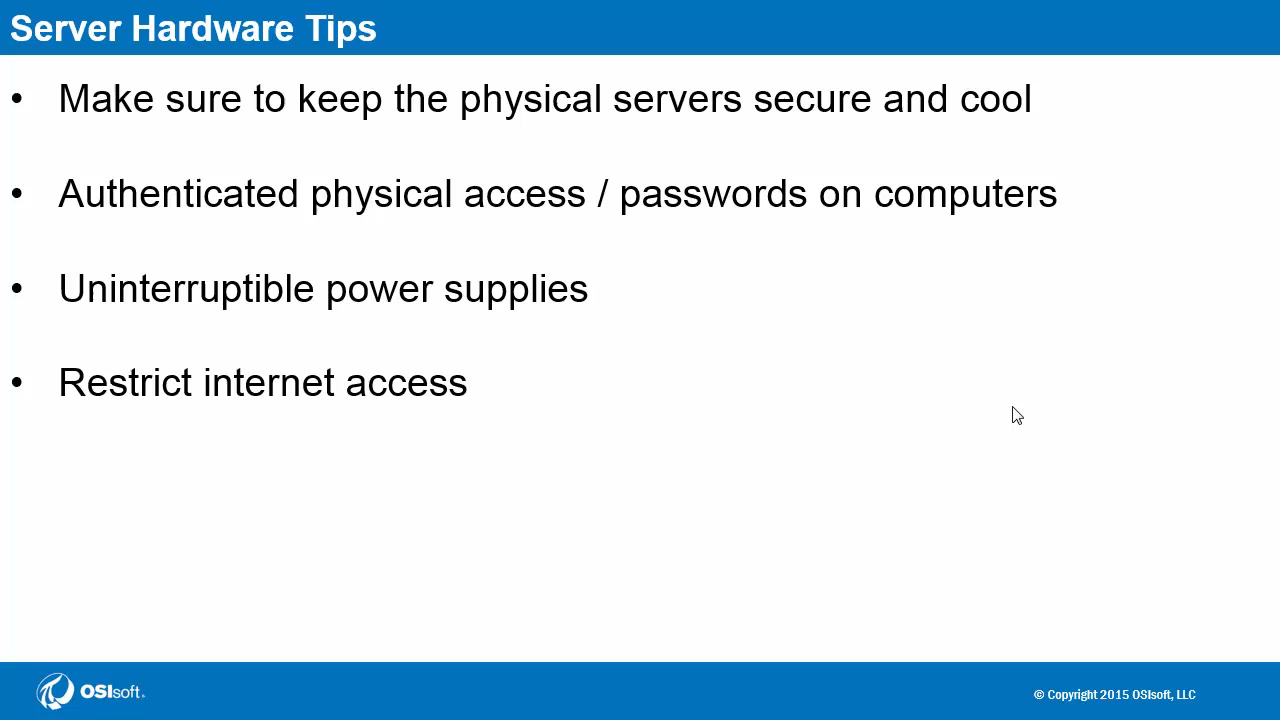 Server Hardware Tips
• Make sure to keep the physical servers secure and cool
• Authenticated physical access / passwords on computers
• Uninterruptible power supplies
• Restrict internet access
OSIsoft.
© Copyright 2015 OSIsoft, LLC